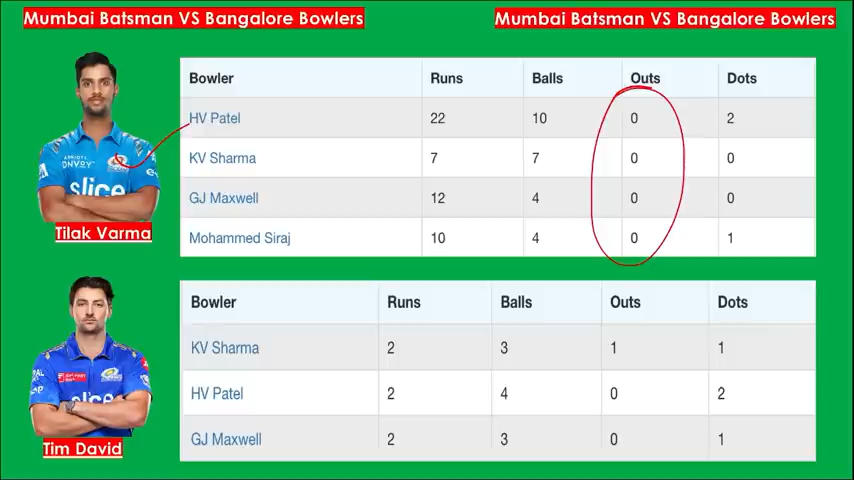 Mumbai Batsman VS Bangalore Bowlers
Mumbai Batsman VS Bangalore Bowlers
Bowler Runs Balls Outs Dots
HV Patel 22 10 0 2
KV Sharma 7 7 0 0
GJ Maxwell 12 4 0 0
Mohammed Siraj 10 4 0 1
slice
Tilak Varma
Bowler Runs Balls Outs Dots
KV Sharma 2 3 1 1
HV Patel 2 4 0 2
GJ Maxwell 2 3 0 1
slice
Tim David